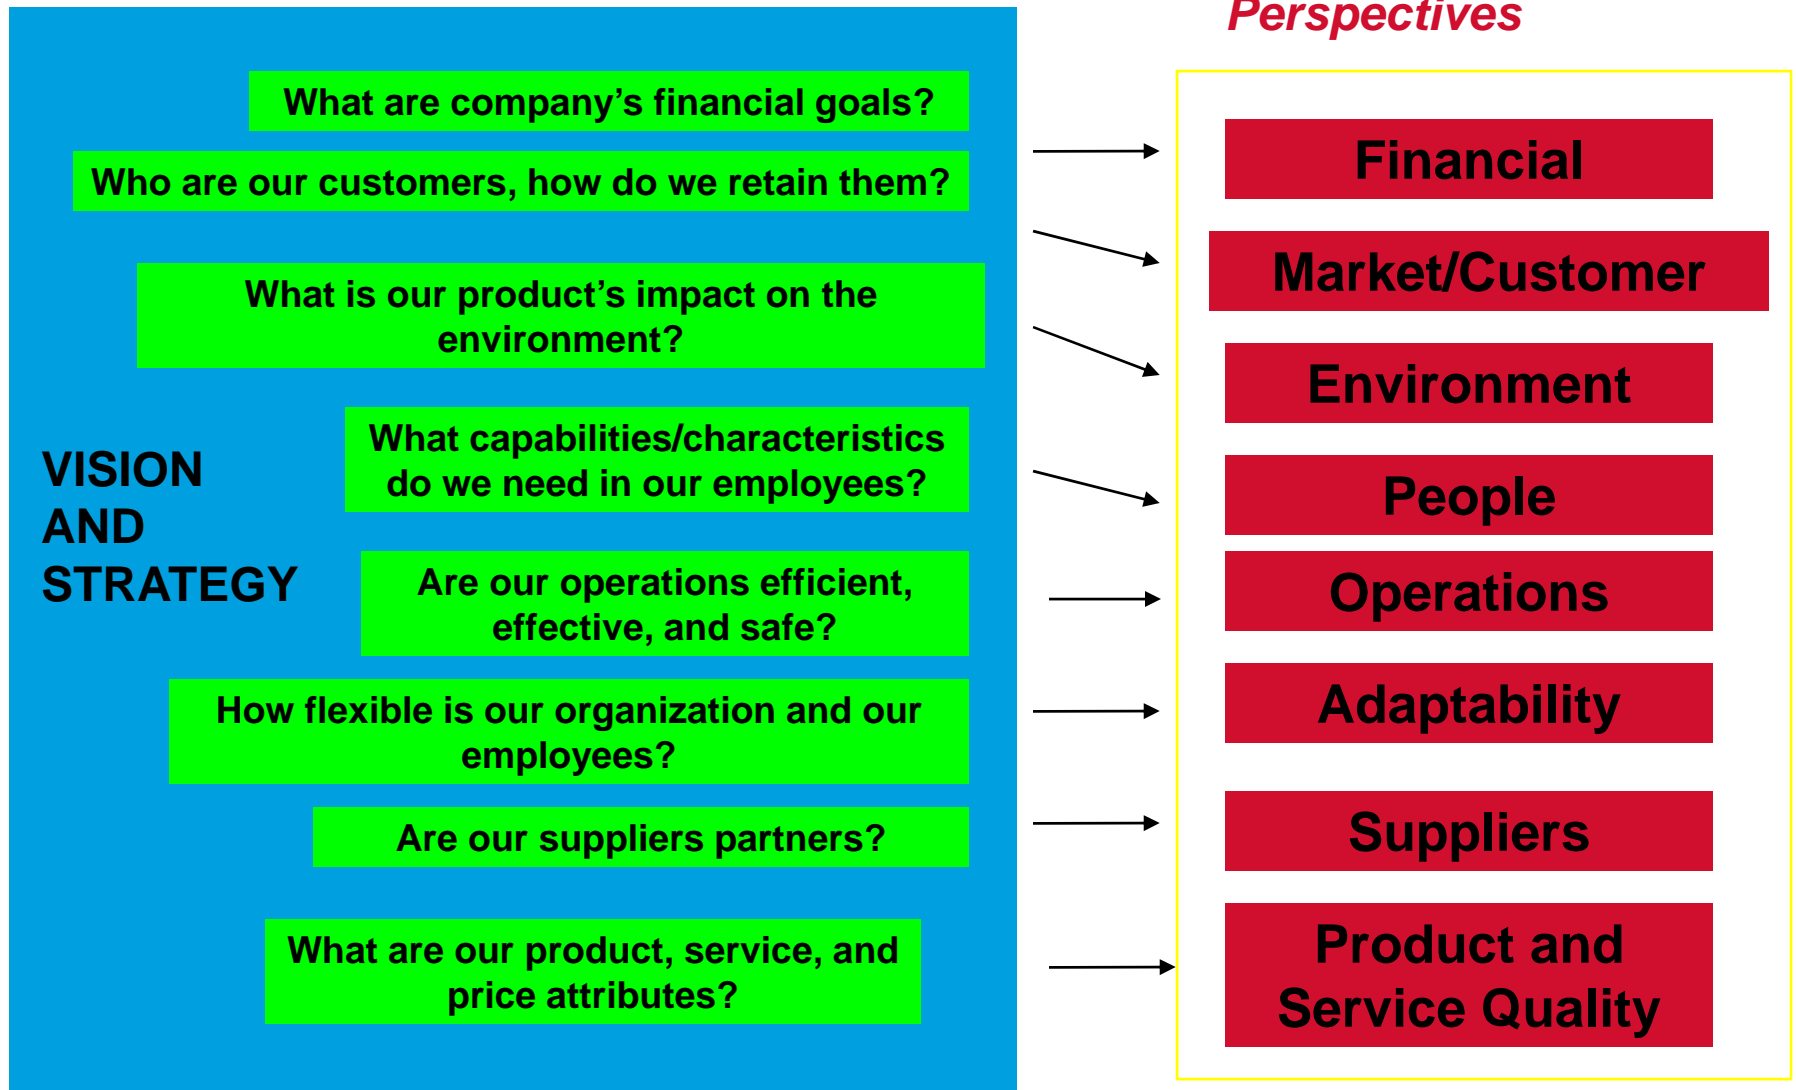 Perspectives
What are company’s financial goals?
Who are our customers, how do we retain them?
What is our product’s impact on the
environment?
What capabilities/characteristics
do we need in our employees?
VISION
AND
STRATEGY
Are our operations efficient,
effective, and safe?
How flexible is our organization and our
employees?
Are our suppliers partners?
What are our product, service, and
price attributes?
Financial
Market/Customer
Environment
People
Operations
Adaptability
Suppliers
Product and
Service Quality